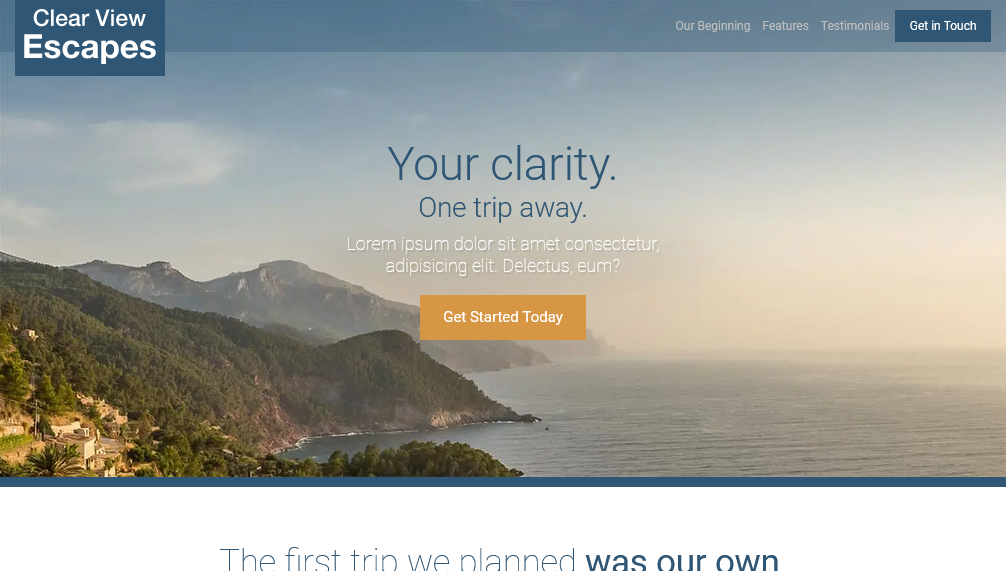 Clear View
Escapes
Our Beginning Features Testimonials Get in Touch
Your clarity.
One trip away.
Lorem ipsum dolor sit amet consectetur,
adipisicing elit. Delectus, eum?
Get Started Today
The first trip we planned was our own